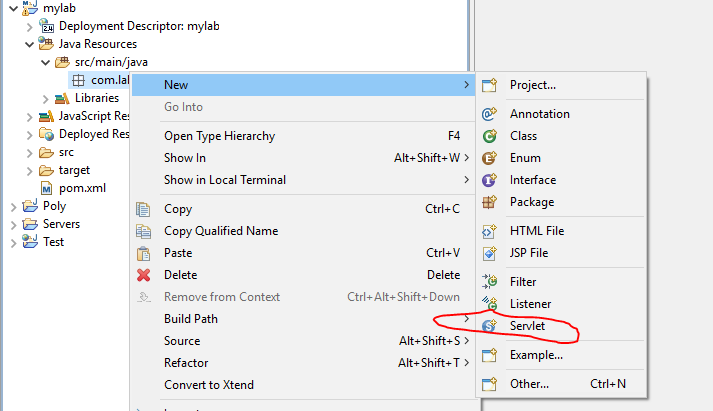 mylab
Deployment Descriptor: mylab
Java Resources
src/main/java
Libraries
JavaScript
Deployed
src
target
pom.xml
Poly
Servers
Test
New
Go Into
Open Type Hierarchy F4
Show In Alt+Shift+W
Show in Local Terminal
Copy Ctrl+C
Copy Qualified Name
Paste Ctrl+V
Delete Delete
Remove from Context Ctrl+Alt+Shift+Down
Build Path
Source Alt+Shift+S
Refactor Alt+Shift+T
Convert to Xtend
Project...
Annotation
Class
Enum
Interface
Package
HTML File
JSP File
Filter
Listener
Servlet
Example...
Other... Ctrl+N